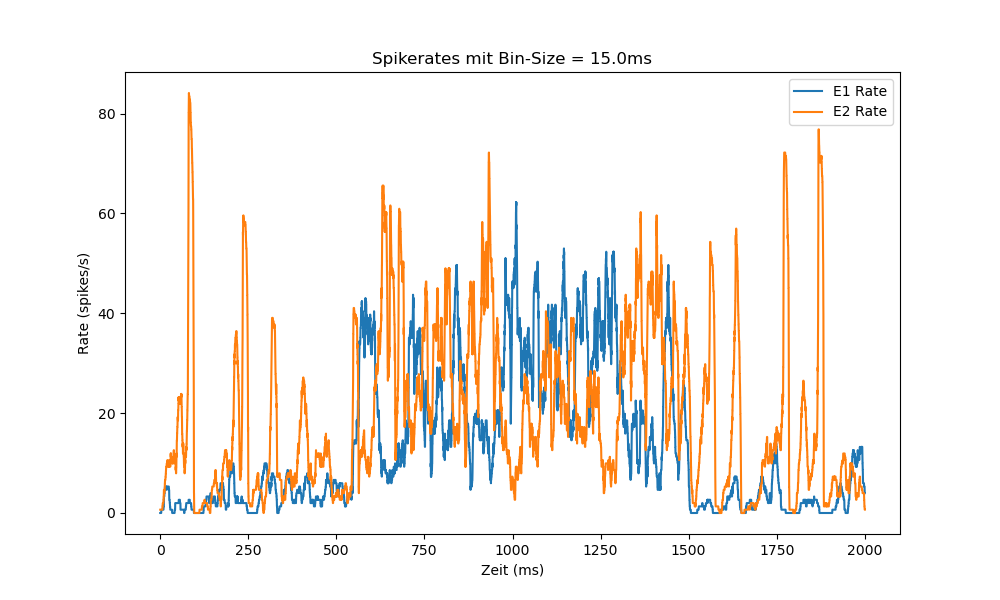 Spikerates mit Bin-Size = 15.0ms
E1 Rate
E2 Rate
80
60
40
20
0
Rate (spikes/s)
0 250 500 750 1000 1250 1500 1750 2000
Zeit (ms)